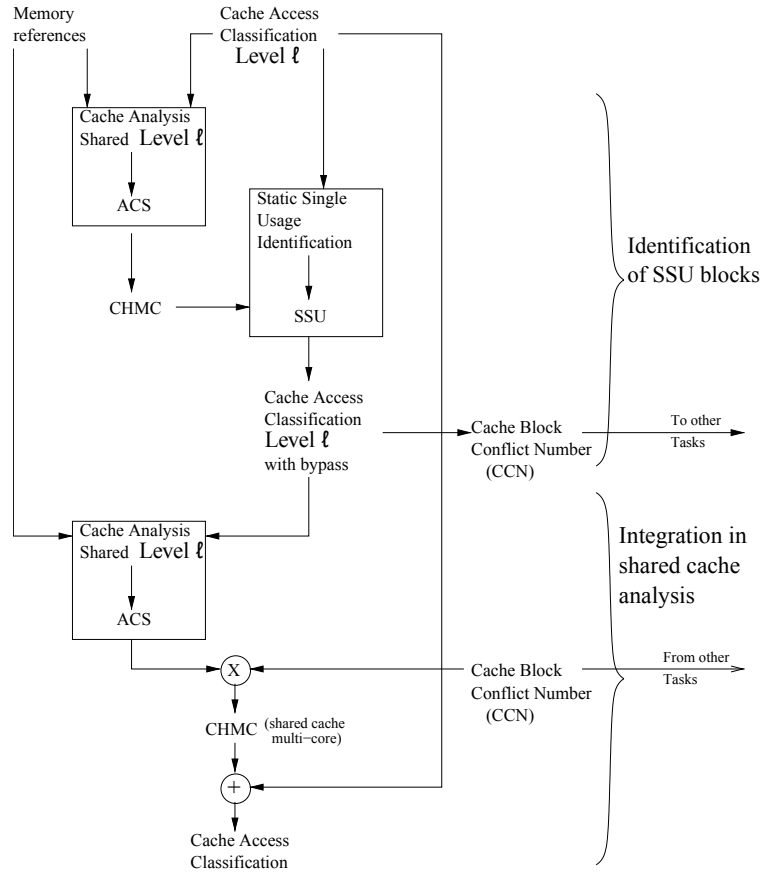 Memory
references
Cache Access
Classification
Level ℓ
Cache Analysis
Shared Level ℓ
ACS
CHMC
Static Single
Usage
Identification
SSU
Identification
of SSU blocks
Cache Access
Classification
Level ℓ
with bypass
Cache Block
Conflict Number
(CCN)
To other
Tasks
Cache Analysis
Shared Level ℓ
ACS
Integration in
shared cache
analysis
X
Cache Block
Conflict Number
(CCN)
From other
Tasks
CHMC (shared cache
multi−core)
+
Cache Access
Classification